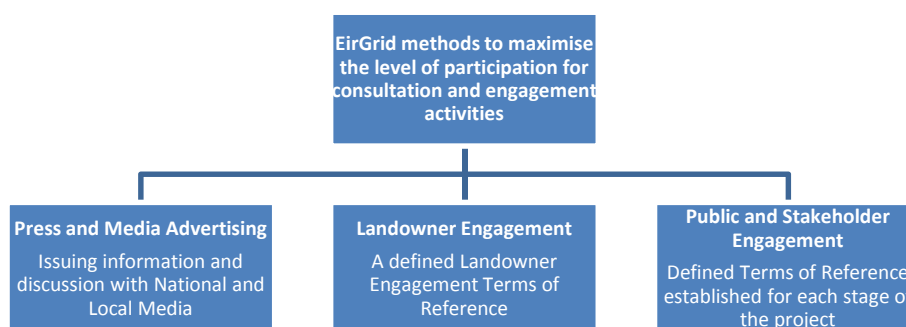 EirGrid methods to maximise
the level of participation for
consultation and engagement
activities
Press and Media Advertising
Issuing information and
discussion with National and
Local Media
Landowner Engagement
A defined Landowner
Engagement Terms of
Reference
Public and Stakeholder
Engagement
Defined Terms of Reference
established for each stage of
the project